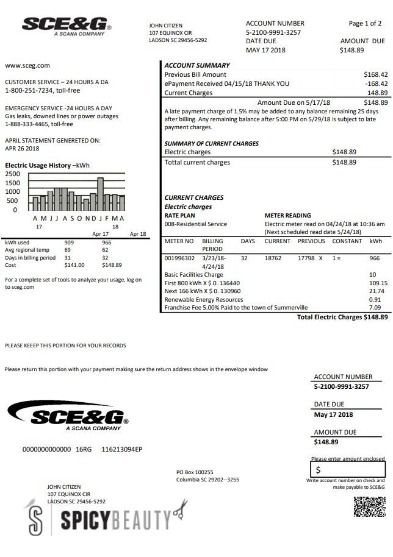 SCE&G®
A SCANA COMPANY
JOHN CITIZEN
107 EQUINOX CIR
LADSON SC 29456-5292
ACCOUNT NUMBER
5-2100-9991-3257
DATE DUE
MAY 17 2018
Page 1 of 2
AMOUNT DUE
$148.89
www.sceg.com
CUSTOMER SERVICE – 24 HOURS A DA
1-800-251-7234, toll-free
EMERGENCY SERVICE -24 HOURS A DAY
Gas leaks, downed lines or power outages
1-888-333-4465, toll-free
APRIL STATEMENT GENERETED ON:
APR 26 2018
Electric Usage History –kWh
2500
1500
1000
500
0
A M J J A S O N D J F M A
17 18
Apr 17 Apr 18
kWh used 909 966
Avg regional temp 69 62
Days in billing period 31 32
Cost $141.00 $148.89
For a complete set of tools to analyze your usage, log on
to sceg.com
ACCOUNT SUMMARY
Previous Bill Amount $168.42
ePayment Received 04/15/18 THANK YOU -168.42
Current Charges 148.89
Amount Due on 5/17/18 $148.89
A late payment charge of 1.5% may be added to any balance remaining 25 days
after billing. Any remaining balance after 5:00 PM on 5/29/18 is subject to late
payment charges.
SUMMARY OF CURRENT CHARGES
Electric charges $148.89
Total current charges $148.89
CURRENT CHARGES
Electric charges
RATE PLAN METER READING
008-Residential Service Electric meter read on 04/24/18 at 10:36 am
(Next scheduled read date 5/24/18)
METER NO BILLING PERIOD DAYS CURRENT PREVIOUS CONSTANT kWh
001996302 3/23/18-4/24/18 32 18762 17798 X 1 = 966
Basic Facilities Charge 10
First 800 kWh X $ 0. 136440 109.15
Next 166 kWh X $ 0. 130960 21.74
Renewable Energy Resources 0.91
Franchise Fee 5.00% Paid to the town of Summerville 7.09
Total Electric Charges $148.89
PLEASE KEEEP THIS PORTION FOR YOUR RECORDS
Please return this portion with your payment making sure the return address shows in the envelope window
SCE&G®
A SCANA COMPANY
0000000000000 16RG 116213094EP
ACCOUNT NUMBER
5-2100-9991-3257
DATE DUE
May 17 2018
AMOUNT DUE
$148.89
Please enter amount enclosed
$
Write account number on check and
make payable to SCE&G
PO Box 100255
Columbia SC 29202--3255
JOHN CITIZEN
107 EQUINOX CIR
LADSON SC 29456-5292
SPICYBEAUTY